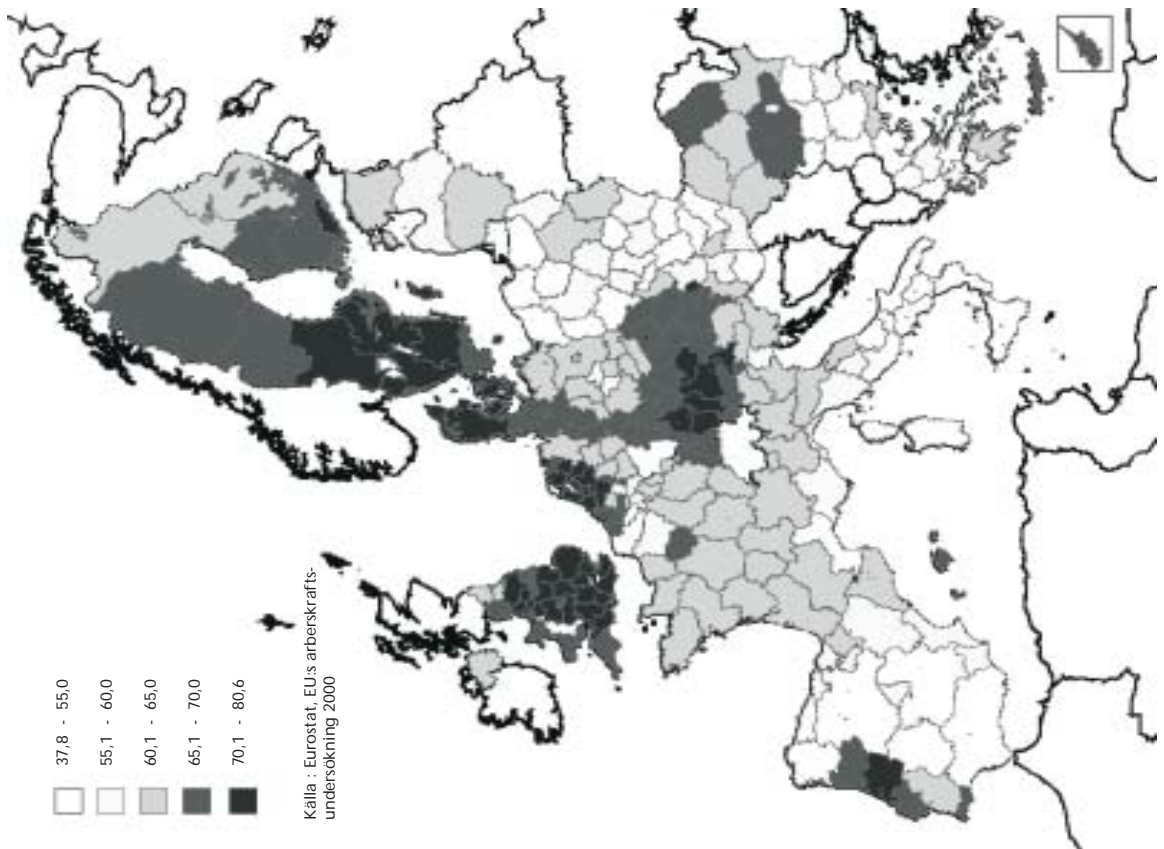 37,8 - 55,0
55,1 - 60,0
60,1 - 65,0
65,1 - 70,0
70,1 - 80,6
Källa : Eurostat, EU:s arberskrafts-
undersökning 2000